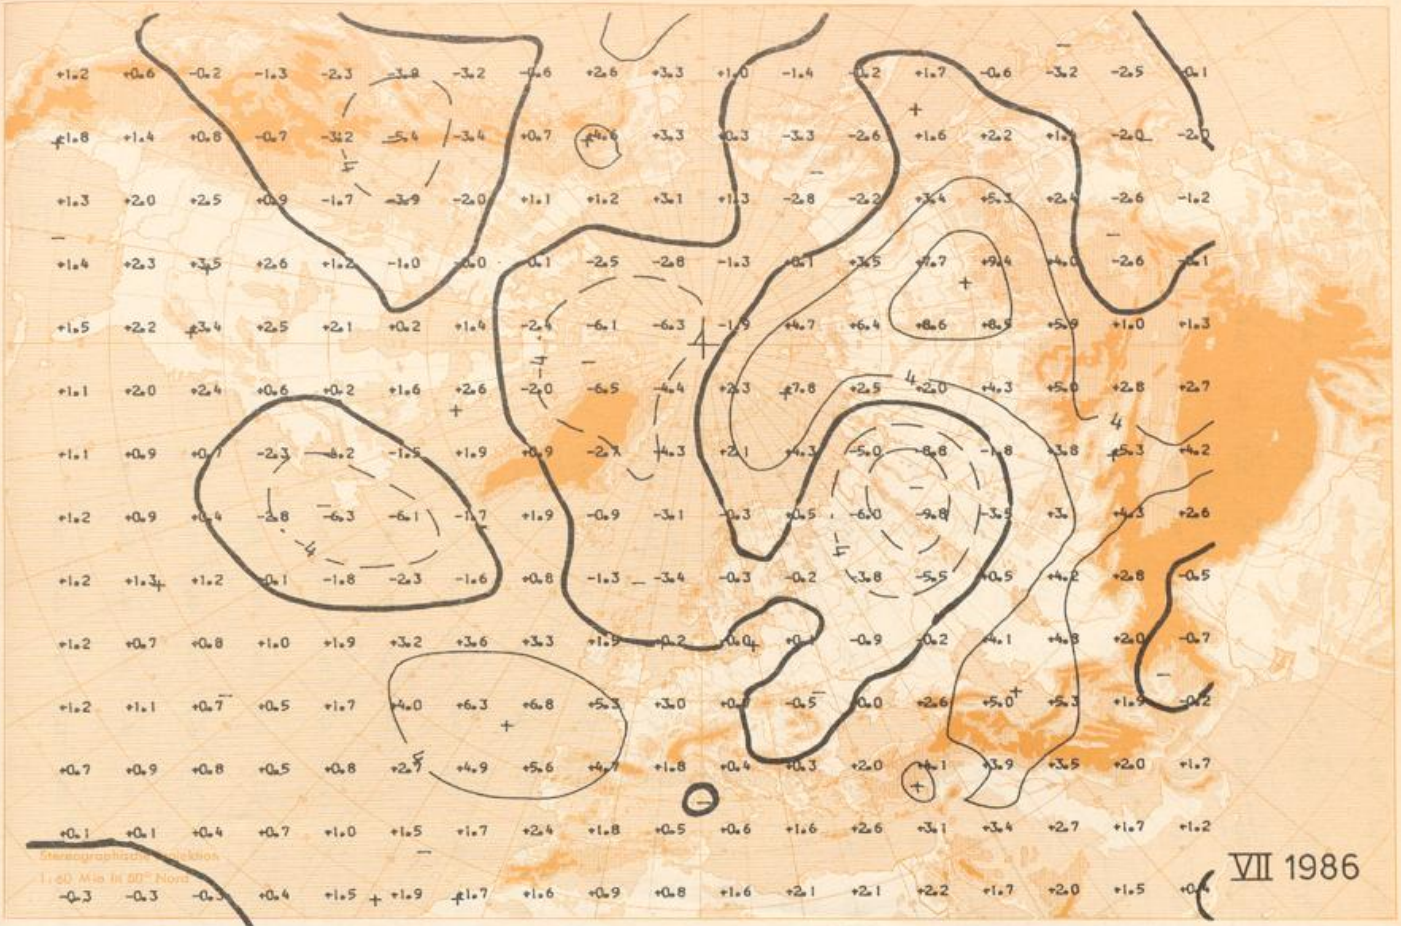 +1.2 +0.6 -0.2 -1.3 -2.3 -3.8 -3.2 -0.6 +2.6 +3.3 +1.0 -1.4 -0.2 +1.7 -0.6 -3.2 -2.5 -0.1
+1.8 +1.4 +0.8 -0.7 -3.2 -5.4 -3.4 +0.7 +4.6 +3.3 +0.3 -3.3 -2.6 +1.6 +2.2 -2.0 -2.0
-4
+1.3 +2.0 +2.5 +0.9 -1.7 -3.9 -2.0 +1.1 +1.2 +3.1 +1.3 -2.8 -2.2 +3.4 +5.3 +2.4 -2.6 -1.2
+1.4 +2.3 +3.5 +2.6 +1.2 -1.0 -0.0 +0.1 -2.5 -2.8 -1.3 +0.1 +3.5 +7.7 +9.4 +4.0 -2.6 -0.1
+1.5 +2.2 +3.4 +2.5 +2.1 +0.2 +1.4 -2.4 -6.1 -6.3 -1.9 +4.7 +6.4 +8.6 +8.5 +5.9 +1.0 +1.3
-4
4
+1.1 +2.0 +2.4 +0.6 +0.2 +1.6 +2.6 -2.0 -6.5 -4.4 +2.3 +7.8 +2.5 +2.0 +4.3 +5.0 +2.8 +2.7
4
+1.1 +0.9 +0.7 -2.3 -3.2 -1.5 +1.9 +0.9 -2.7 -4.3 +2.1 +4.3 -5.0 -8.8 -1.8 +3.8 +5.3 +4.2
+1.2 +0.9 +0.4 -2.8 -6.3 -6.1 -1.7 +1.9 -0.9 -3.1 -0.3 +0.5 -6.0 -9.8 -3.5 +4.3 +2.6
-4
-4
+1.2 +1.3 +1.2 -0.1 -1.8 -2.3 -1.6 +0.8 -1.3 -3.4 -0.3 -0.2 -3.8 -5.5 +0.5 +4.2 +2.8 -0.5
+1.2 +0.7 +0.8 +1.0 +1.9 +3.2 +3.6 +3.3 +1.9 +0.2 -0.0 +0.1 -0.9 -0.2 +4.1 +4.8 +2.0 -0.7
+1.2 +1.1 +0.7 +0.5 +1.7 +4.0 +6.3 +6.8 +5.3 +3.0 -0.5 +0.0 +2.6 +5.0 +5.3 +1.9 -0.2
+0.7 +0.9 +0.8 +0.5 +0.8 +2.7 +4.9 +5.6 +4.7 +1.8 +0.4 +0.3 +2.0 +4.1 +3.9 +3.5 +2.0 +1.7
+0.1 +0.1 +0.4 +0.7 +1.0 +1.5 +1.7 +2.4 +1.8 +0.5 +0.6 +1.6 +2.6 +3.1 +3.4 +2.7 +1.7 +1.2
Stereographische Projektion
1:60 Mio in 60° Nord
VII 1986
-0.3 -0.3 -0.3 +0.4 +1.5 +1.9 +1.7 +1.6 +0.9 +0.8 +1.6 +2.1 +2.1 +2.2 +1.7 +2.0 +1.5